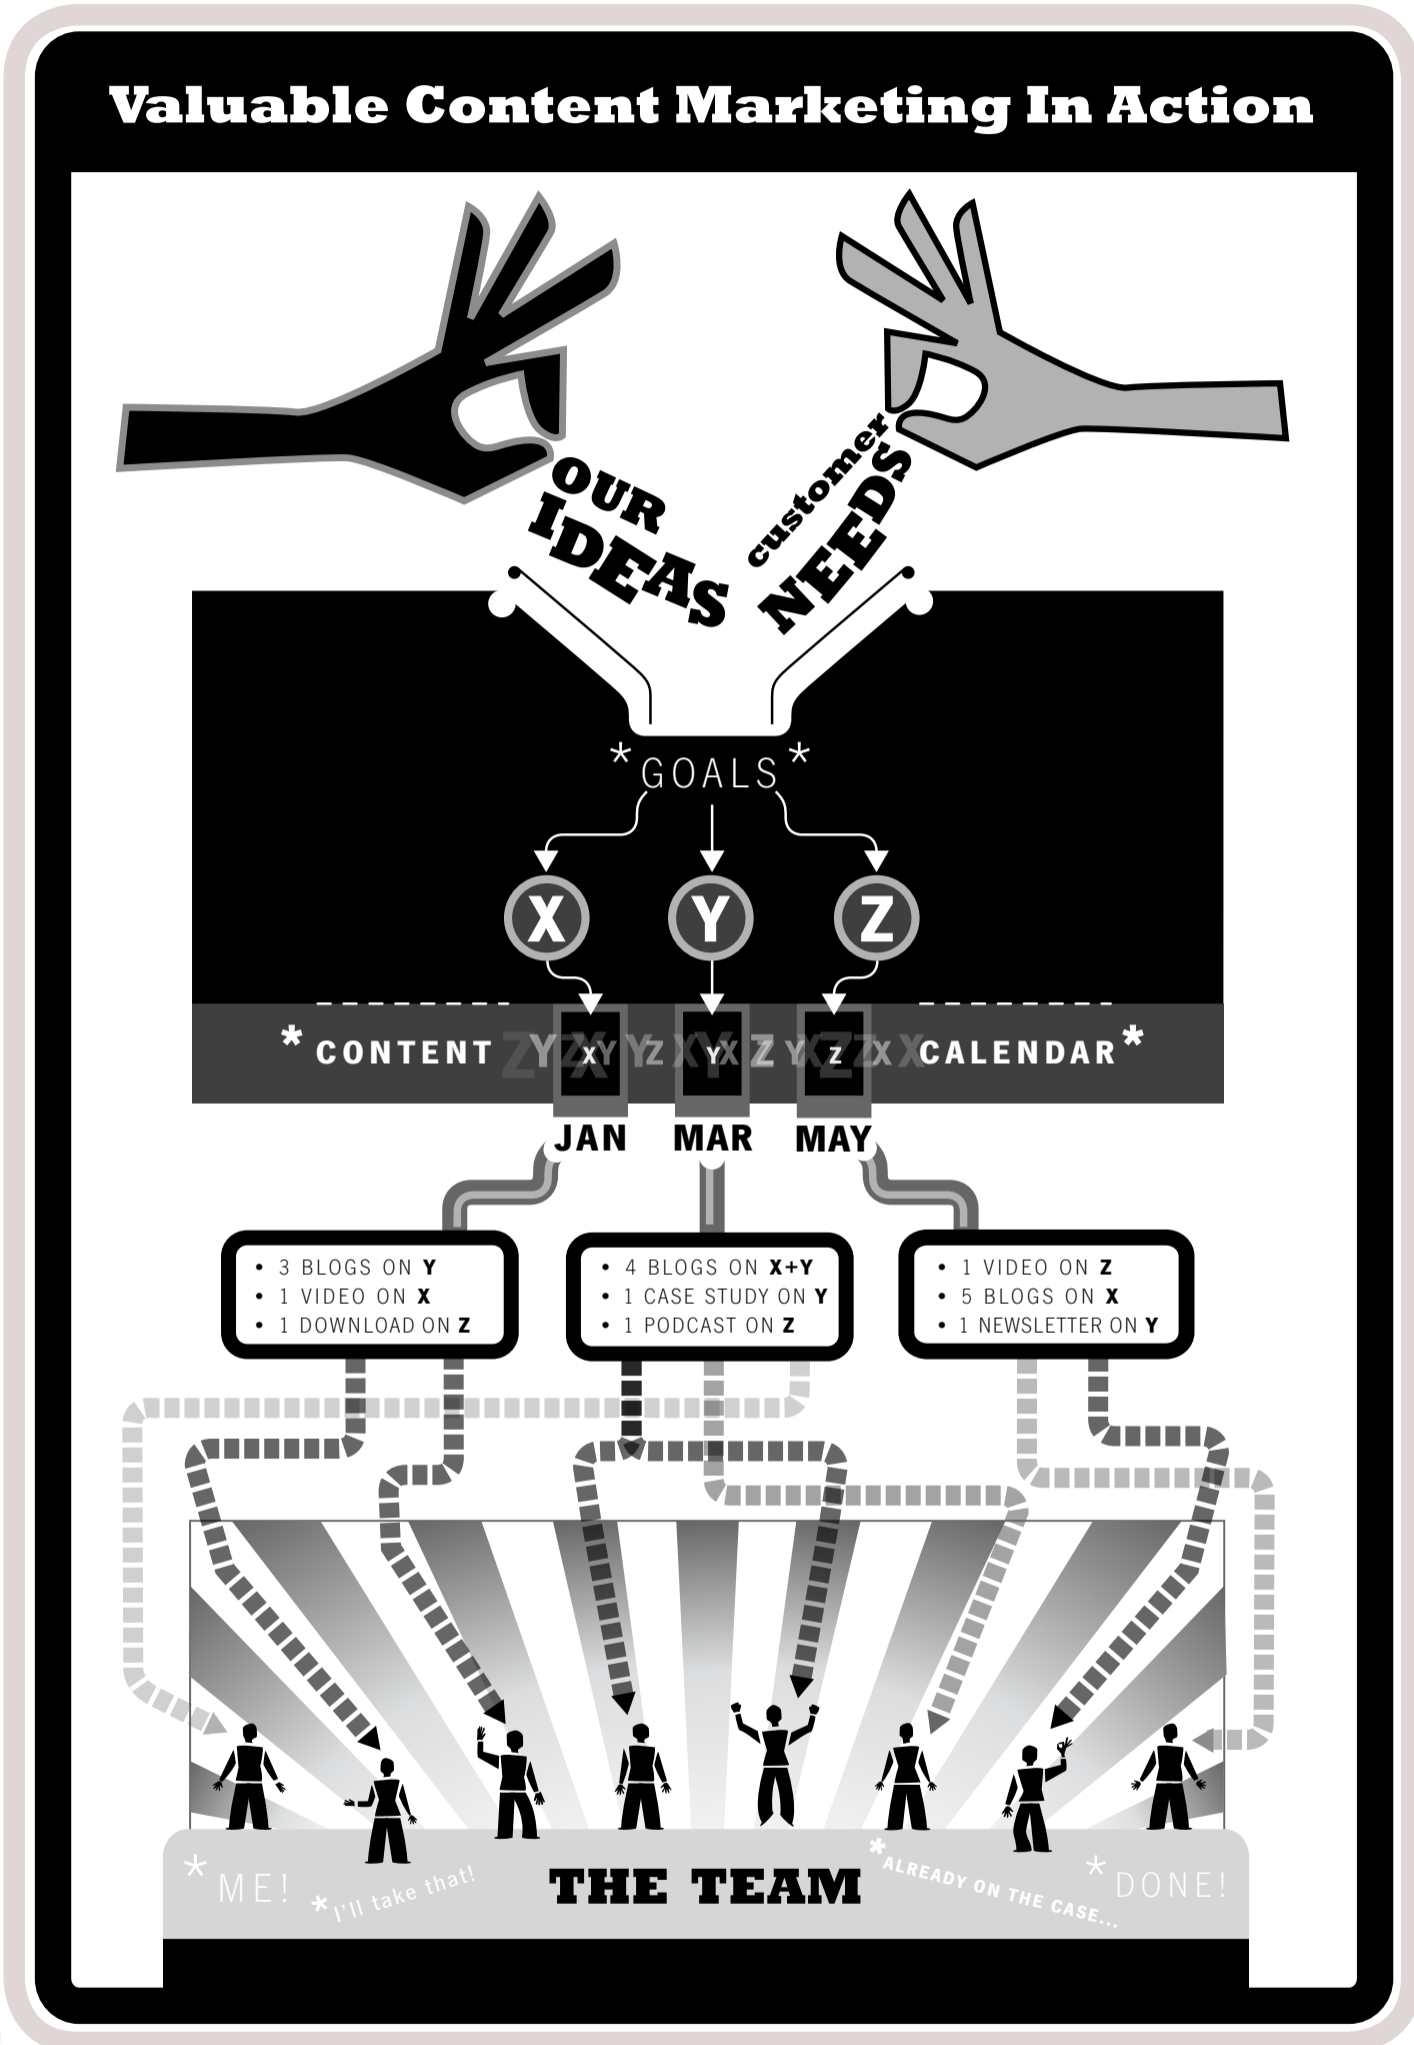 Valuable Content Marketing In Action
OUR
IDEAS
customer
NEEDS
* GOALS *
X Y Z
* CONTENT
Z Y Z X Y Y Z X Y X Z Y X Z Z X X
CALENDAR *
JAN MAR MAY
• 3 BLOGS ON Y
• 1 VIDEO ON X
• 1 DOWNLOAD ON Z
• 4 BLOGS ON X+Y
• 1 CASE STUDY ON Y
• 1 PODCAST ON Z
• 1 VIDEO ON Z
• 5 BLOGS ON X
• 1 NEWSLETTER ON Y
* ME!
* I'll take that!
THE TEAM
* ALREADY ON THE CASE...
* DONE!